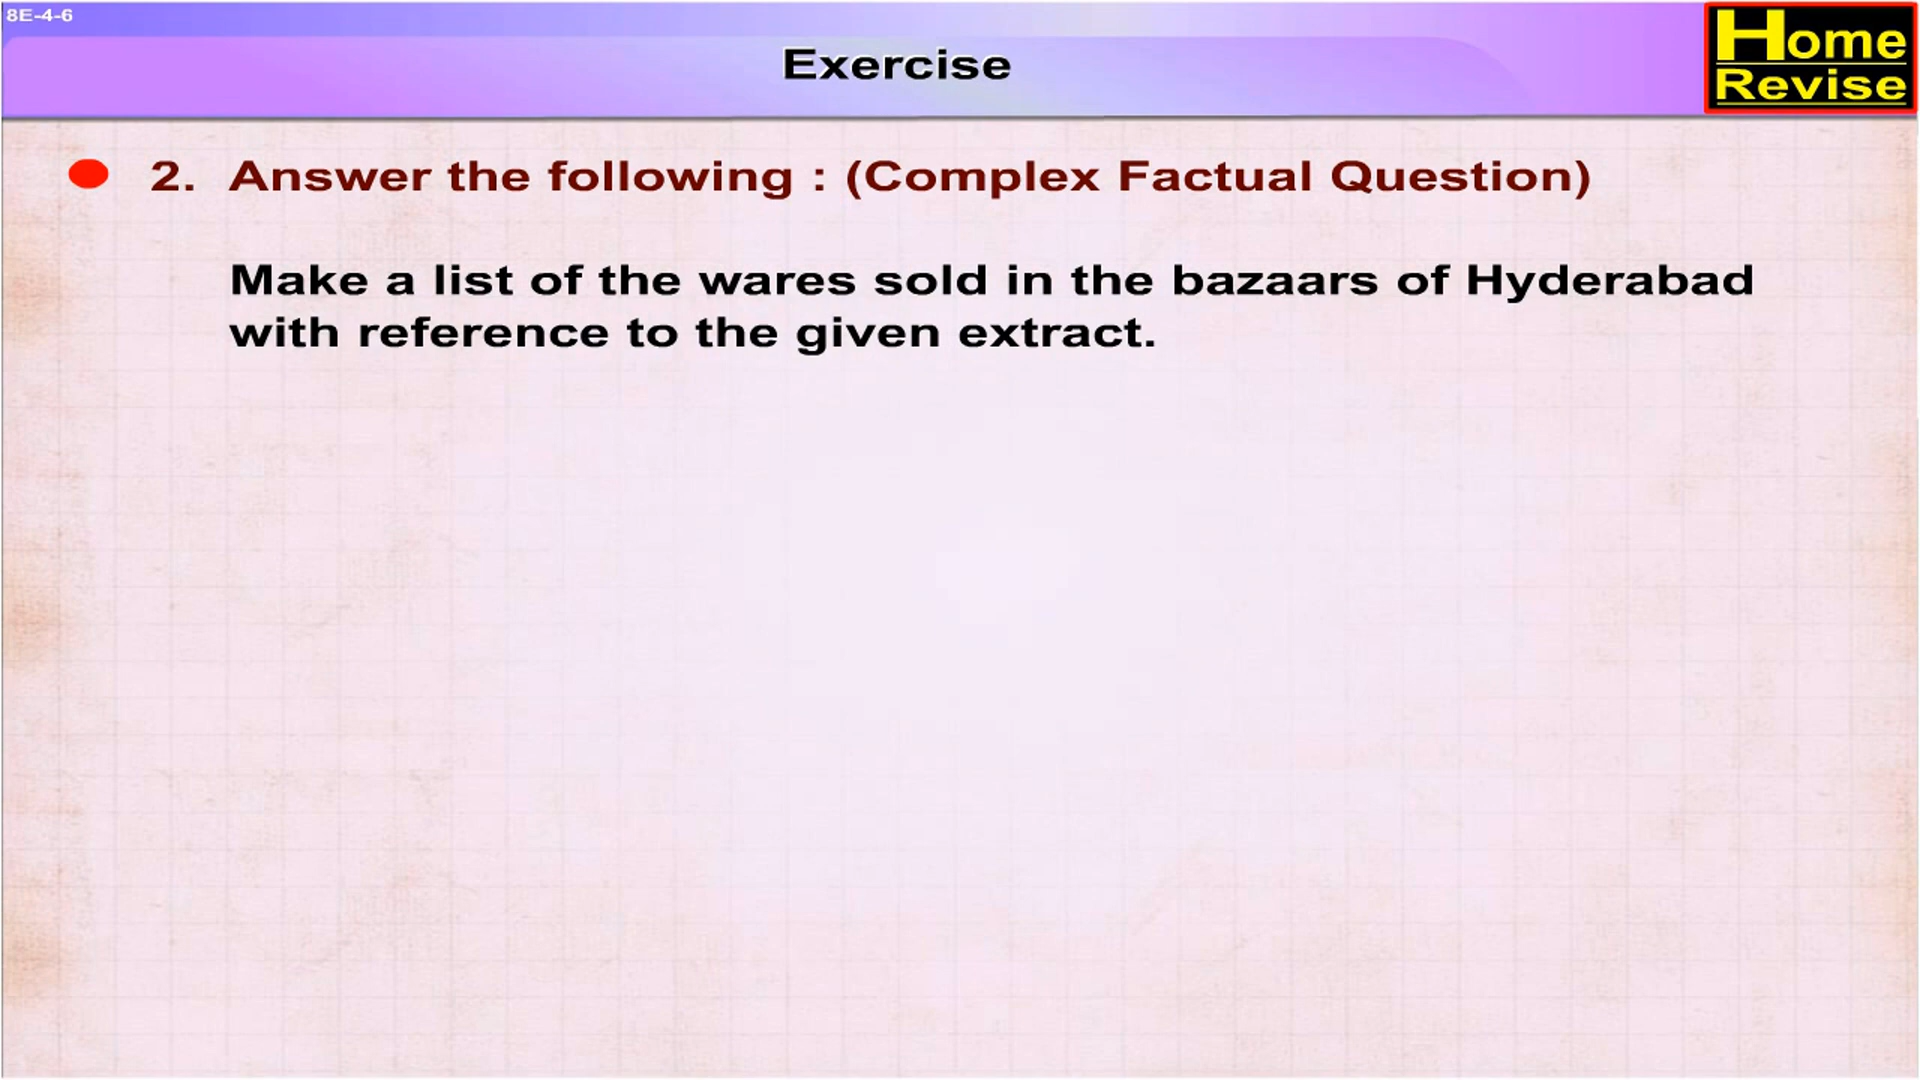 8E-4-6
Exercise
Home
Revise
2. Answer the following : (Complex Factual Question)
Make a list of the wares sold in the bazaars of Hyderabad
with reference to the given extract.